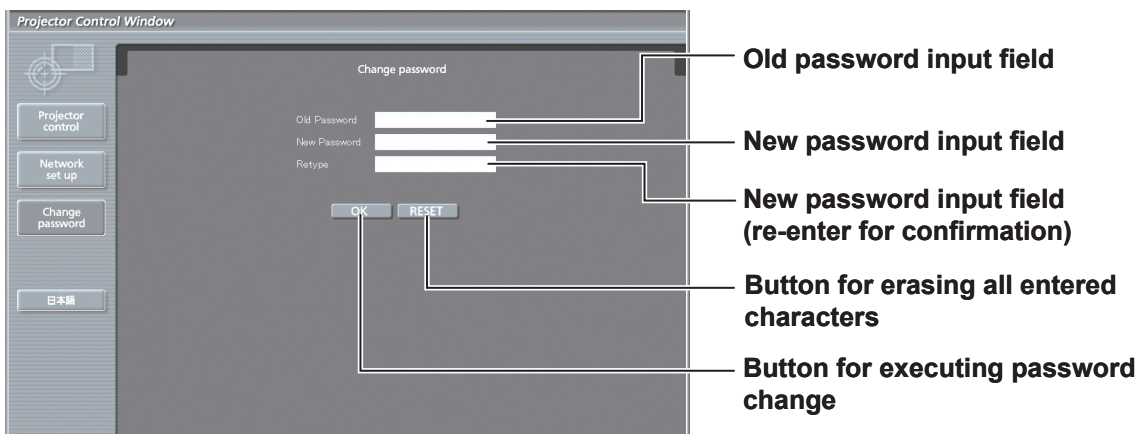 Projector Control Window
Change password
Old Password
New Password
Retype
OK RESET
Projector
control
Network
set up
Change
password
日本語
Old password input field
New password input field
New password input field
(re-enter for confirmation)
Button for erasing all entered
characters
Button for executing password
change